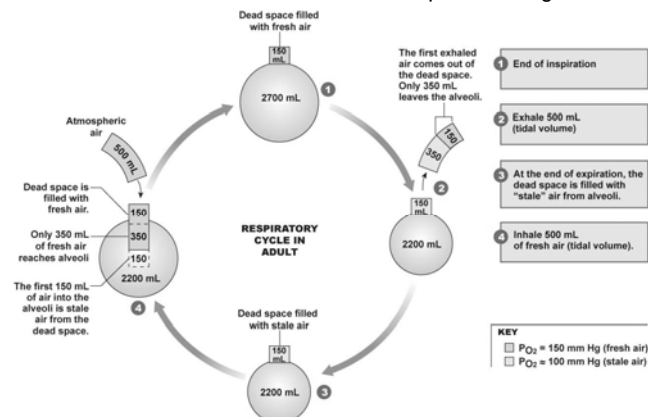 Dead space filled
with fresh air
150
mL
2700 mL
1
The first exhaled
air comes out of
the dead space.
Only 350 mL
leaves the alveoli.
150
350
2
150
mL
2200 mL
1 End of inspiration
2 Exhale 500 mL
(tidal volume)
3 At the end of expiration, the
dead space is filled with
“stale” air from alveoli.
4 Inhale 500 mL
of fresh air (tidal volume).
Atmospheric
air
500 mL
Dead space is
filled with
fresh air.
Only 350 mL
of fresh air
reaches alveoli
The first 150 mL
of air into the
alveoli is stale
air from the
dead space.
150
350
150
2200 mL
4
RESPIRATORY
CYCLE IN
ADULT
Dead space filled
with stale air
150
mL
2200 mL
3
KEY
PO2 = 150 mm Hg (fresh air)
PO2 ≈ 100 mm Hg (stale air)